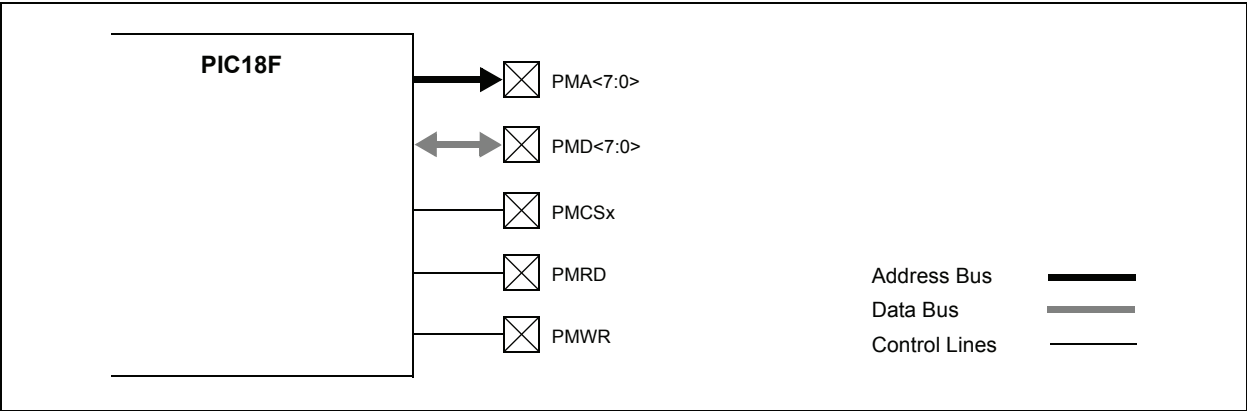 PIC18F
PMA<7:0>
PMD<7:0>
PMCSx
PMRD
PMWR
Address Bus
Data Bus
Control Lines